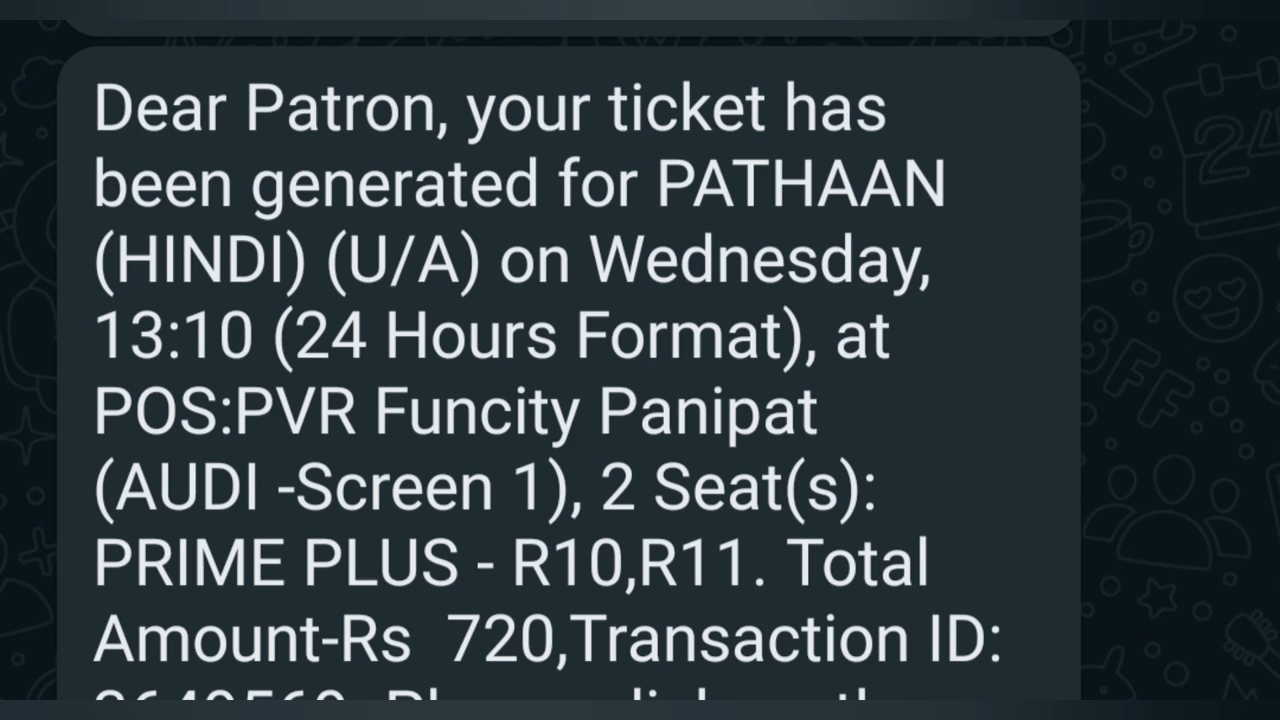 Dear Patron, your ticket has
been generated for PATHAAN
(HINDI) (U/A) on Wednesday,
13:10 (24 Hours Format), at
POS:PVR Funcity Panipat
(AUDI -Screen 1), 2 Seat(s):
PRIME PLUS - R10,R11. Total
Amount-Rs  720,Transaction ID: